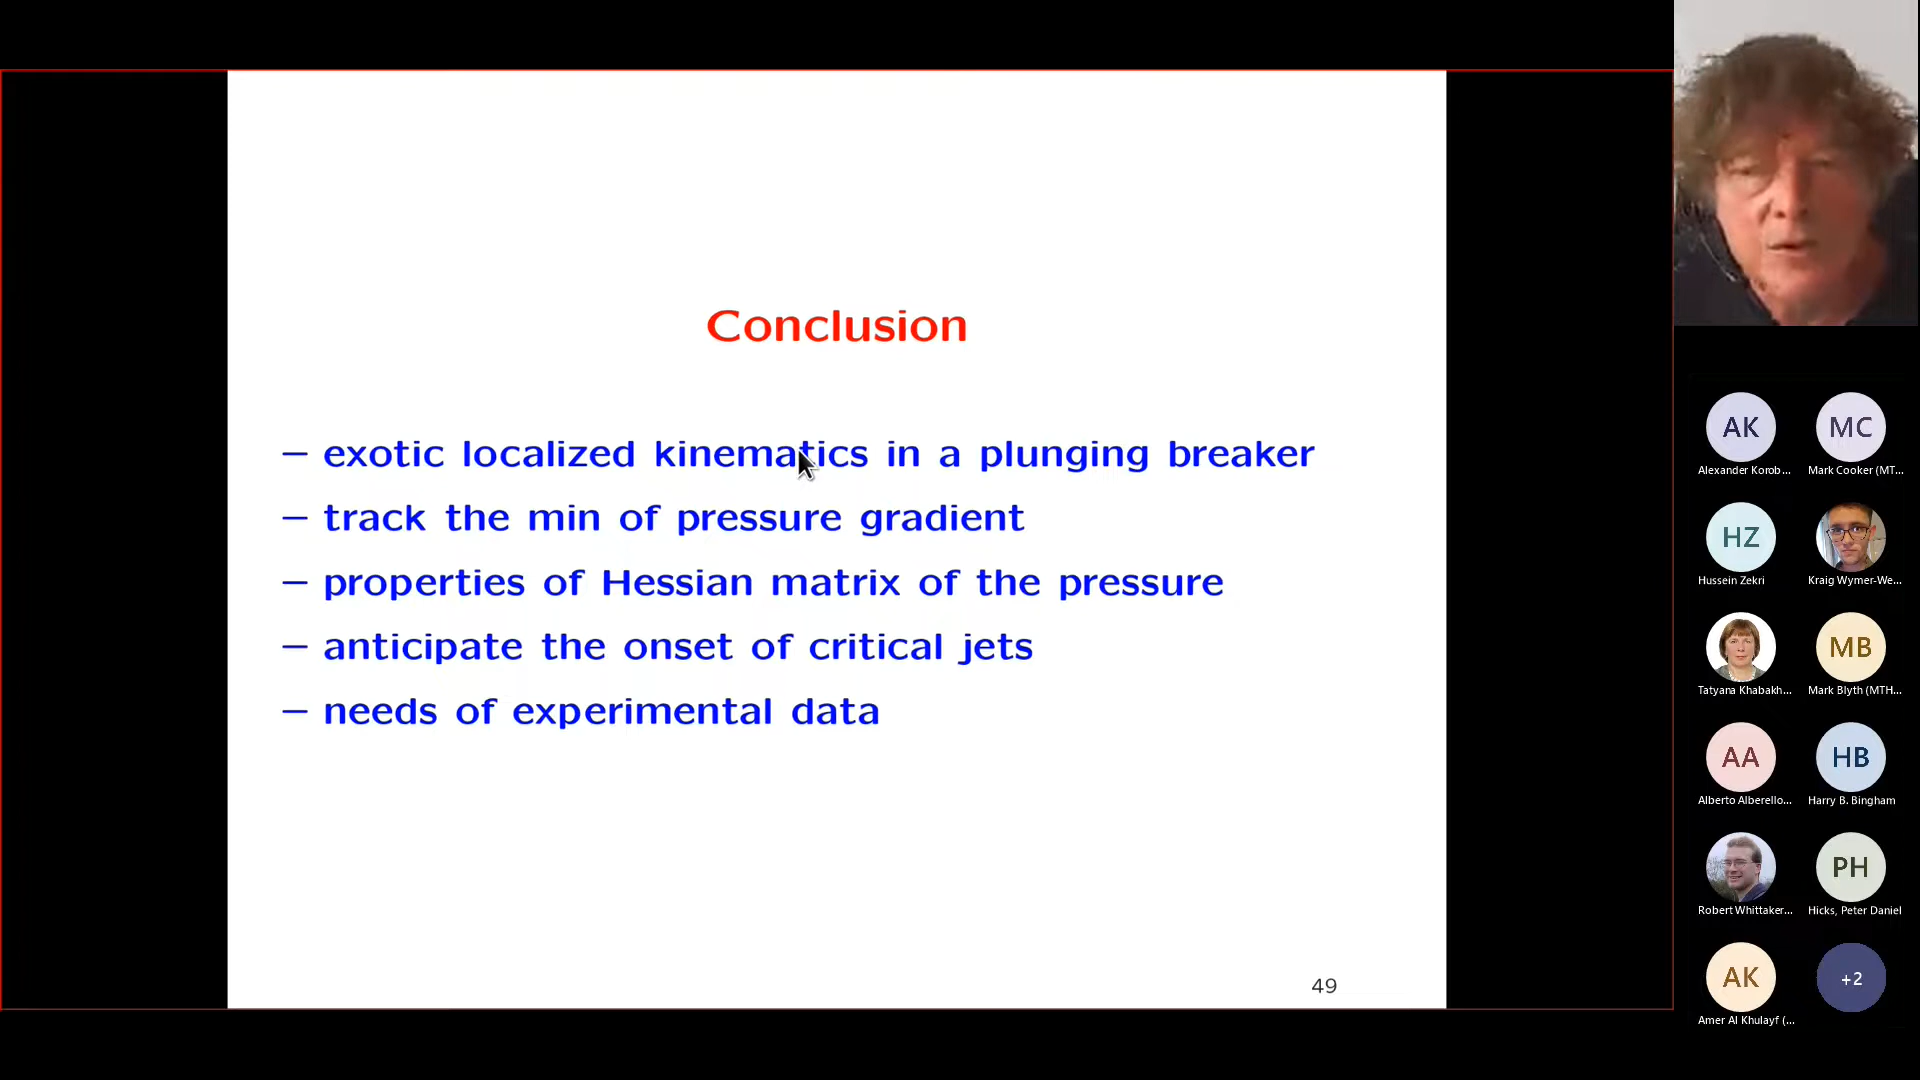 Conclusion
– exotic localized kinematics in a plunging breaker
– track the min of pressure gradient
– properties of Hessian matrix of the pressure
– anticipate the onset of critical jets
– needs of experimental data
49
AK
MC
Alexander Korob...
Mark Cooker (MT...
HZ
Hussein Zekri
Kraig Wymer-We...
MB
Tatyana Khabakh...
Mark Blyth (MTH...
AA
HB
Alberto Alberello...
Harry B. Bingham
PH
Robert Whittaker...
Hicks, Peter Daniel
AK
+2
Amer Al Khulayf (...